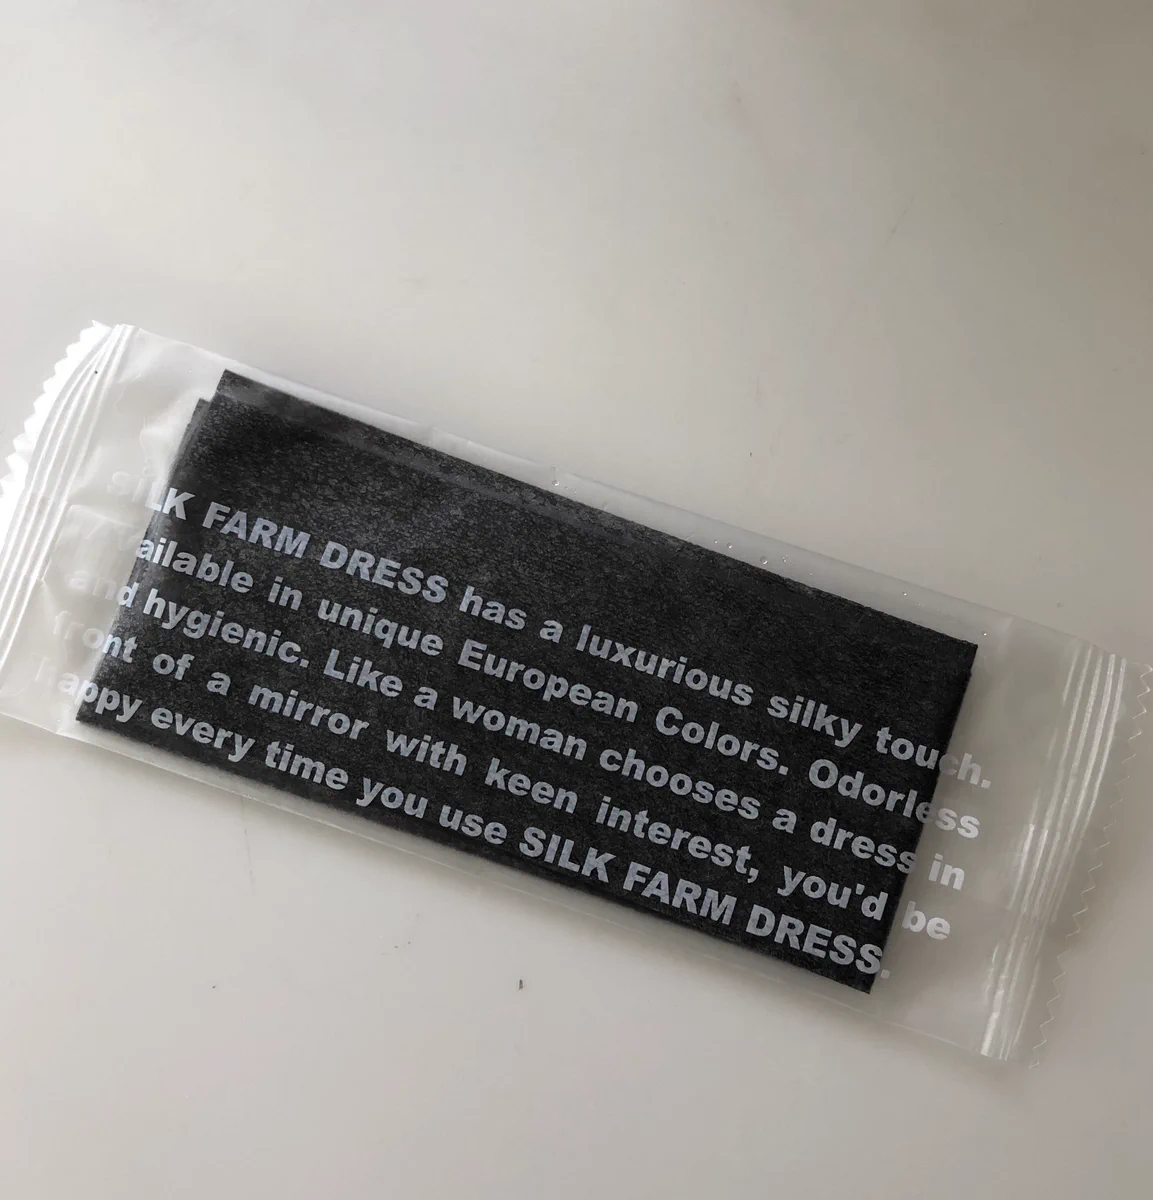 SILK FARM DRESS has a luxurious silky touch.
Available in unique European Colors. Odorless
and hygienic. Like a woman chooses a dress in
front of a mirror with keen interest, you'd be
happy every time you use SILK FARM DRESS.